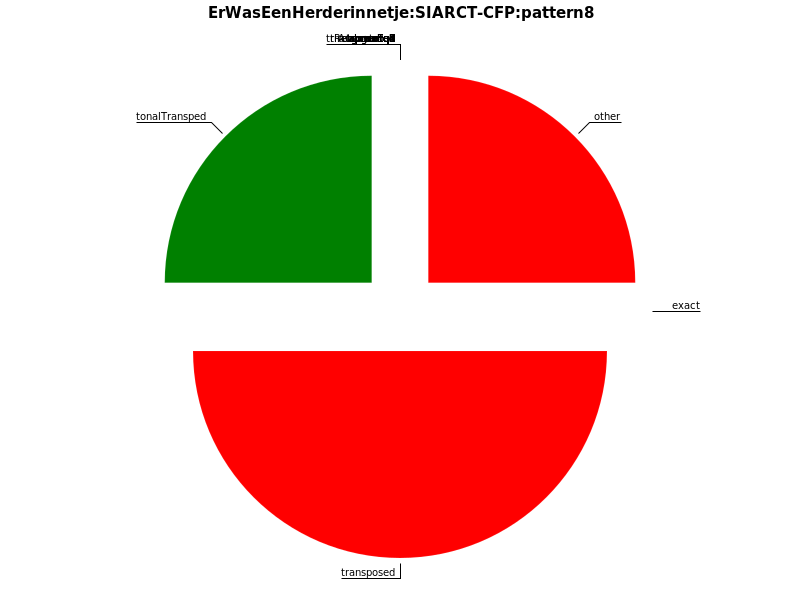 ErWasEenHerderinnetje:SIARCT-CFP:pattern8
tonalTransped
other
exact
transposed